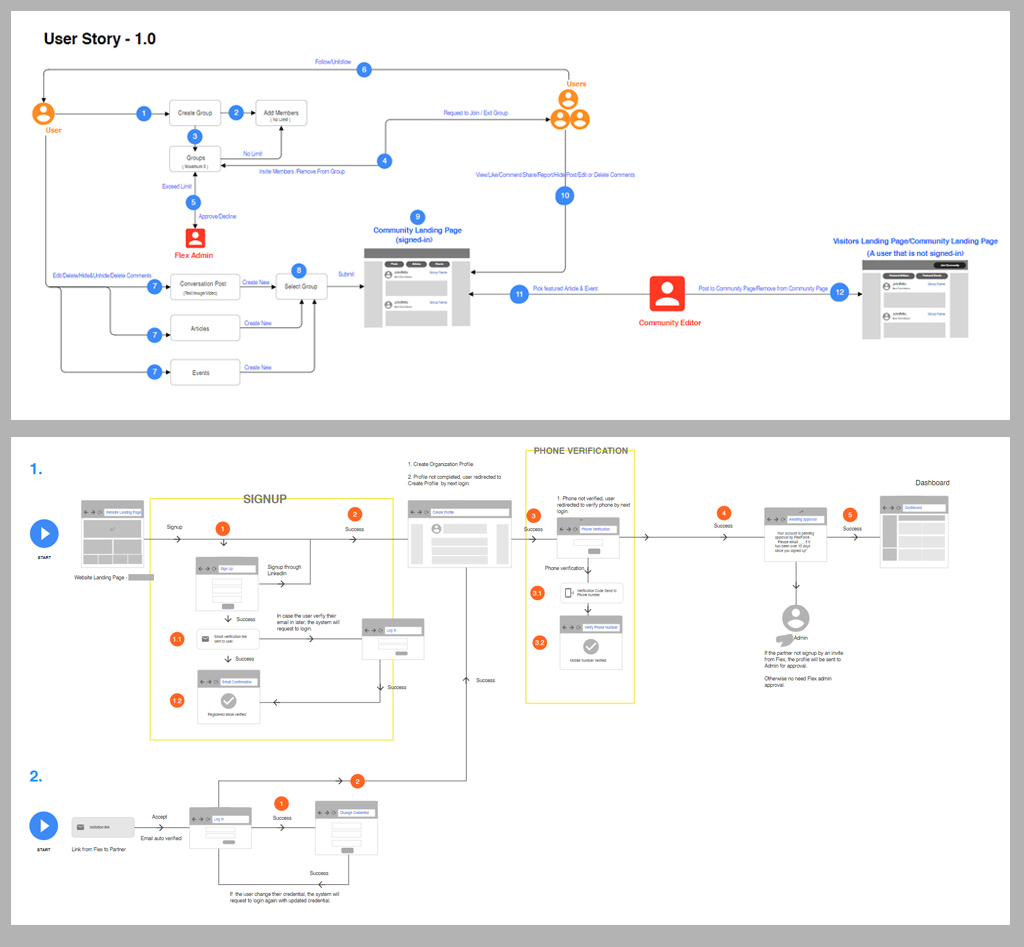 User Story - 1.0
Follow/Unfollow
6
Users
User
1
Create Group
2
Add Members
( No Limit )
3
Groups
( Maximum 5 )
No Limit
Request to Join / Exit Group
4
Invite Members /Remove From Group
Exceed Limit
5
Approve/Decline
Flex Admin
View/Like/Comment/Share/Report/Hide Post/Edit or Delete Comments
10
9
Community Landing Page
(signed-in)
Visitors Landing Page/Community Landing Page
(A user that is not signed-in)
Edit/Delete/Hide&Unhide/Delete Comments
7
Conversation Post
(Text/Image/Video)
Create New
8
Select Group
Submit
11
Pick featured Article & Event
Community Editor
Post to Community Page/Remove from Community Page
12
7
Articles
Create New
7
Events
Create New
1.
START
Website Landing Page
Website Landing Page -
SIGNUP
Signup
1
2
Success
Sign Up
Signup through
LinkedIn
Success
1.1
Email verification link
sent to user.
In case the user verfiy their
email in later, the system will
request to login.
Log In
Success
1.2
Email Confirmation
Registered email verified
Success
1. Create Organization Profile
2. Profile not completed, user redirected to
Create Profile by next login.
Create Profile
Success
PHONE VERIFICATION
1. Phone not verified, user
redirected to verify phone by next
login.
3
Success
Phone Verification
Phone verification
3.1
Verification Code Send to
Phone number
3.2
Verify Phone Number
Mobile Number Verified
4
Success
Awaiting approval
5
Success
Admin
If the partner not signup by an invite
from Flex, the profile will be sent to
Admin for approval.
Otherwise no need Flex admin
approval.
Dashboard
Dashboard
2.
START
Invitation link
Link from Flex to Partner
Accept
Email auto verified
Log In
1
Success
2
Change Credential
Success
If the user change their credential, the system will
request to login again with updated credential.